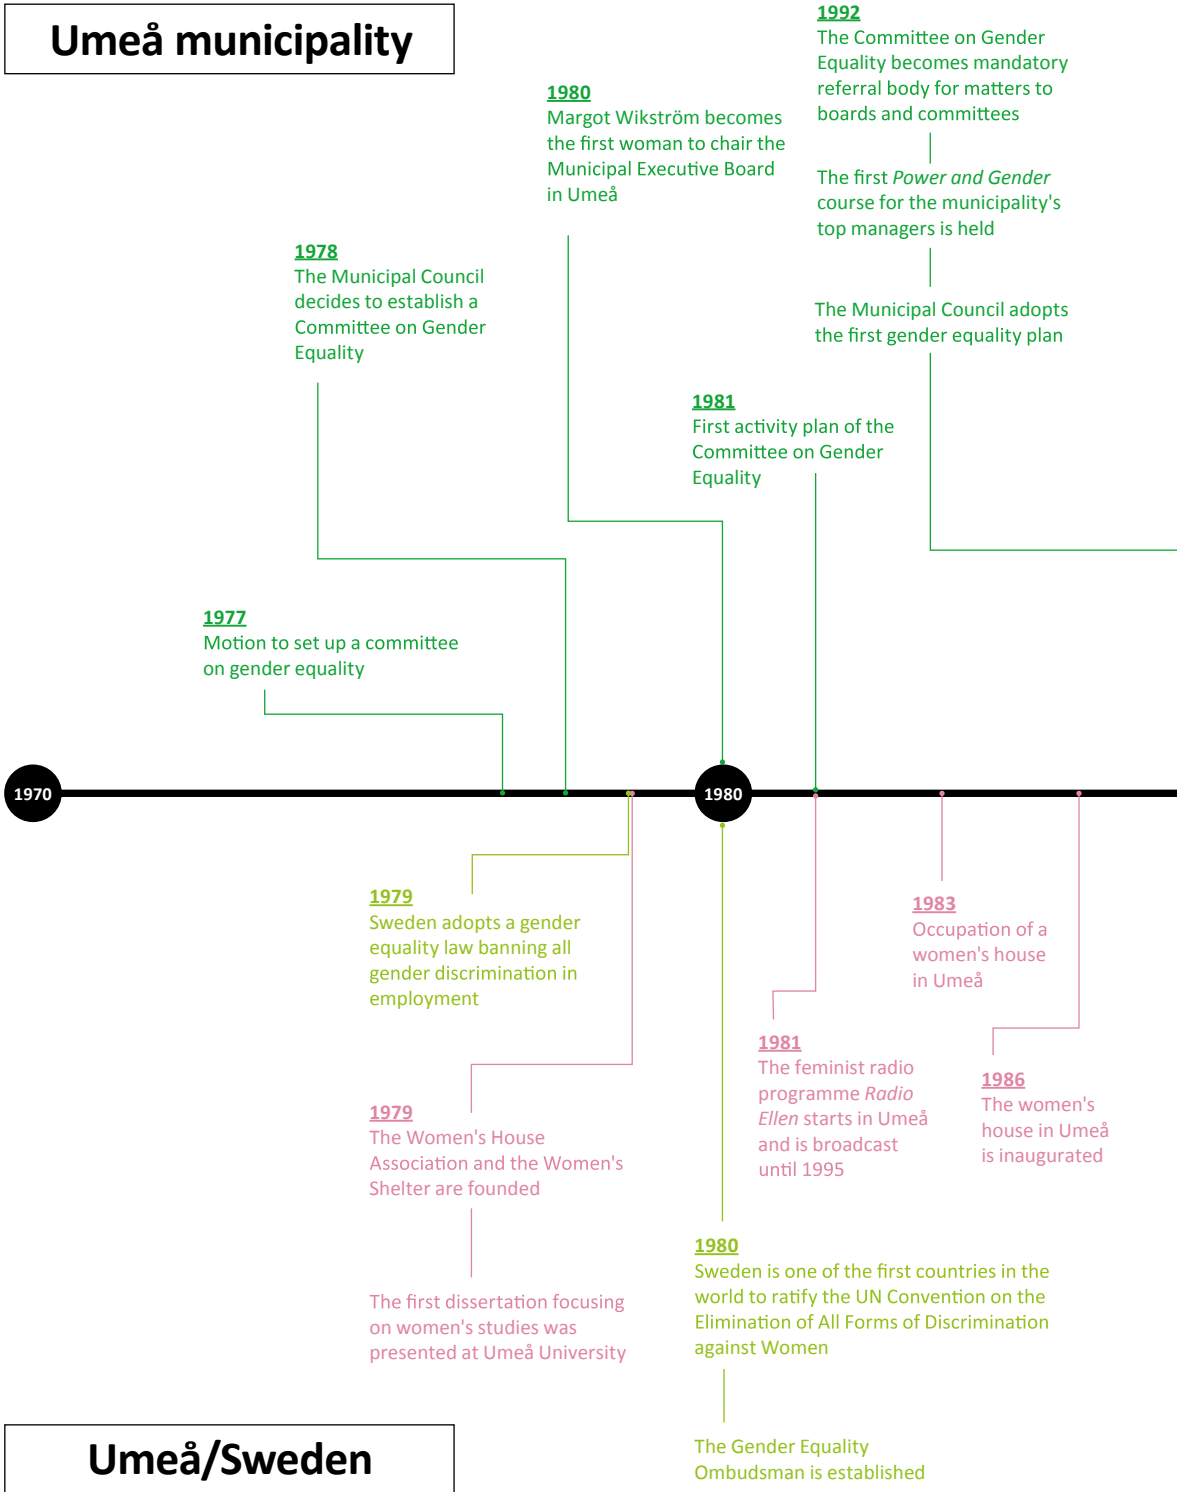 Umeå municipality
1992
The Committee on Gender
Equality becomes mandatory
referral body for matters to
boards and committees
The first Power and Gender
course for the municipality's
top managers is held
The Municipal Council adopts
the first gender equality plan
1980
Margot Wikström becomes
the first woman to chair the
Municipal Executive Board
in Umeå
1978
The Municipal Council
decides to establish a
Committee on Gender
Equality
1981
First activity plan of the
Committee on Gender
Equality
1977
Motion to set up a committee
on gender equality
1970
1980
1979
Sweden adopts a gender
equality law banning all
gender discrimination in
employment
1983
Occupation of a
women's house
in Umeå
1981
The feminist radio
programme Radio
Ellen starts in Umeå
and is broadcast
until 1995
1986
The women's
house in Umeå
is inaugurated
1979
The Women's House
Association and the Women's
Shelter are founded
The first dissertation focusing
on women's studies was
presented at Umeå University
1980
Sweden is one of the first countries in the
world to ratify the UN Convention on the
Elimination of All Forms of Discrimination
against Women
The Gender Equality
Ombudsman is established
Umeå/Sweden